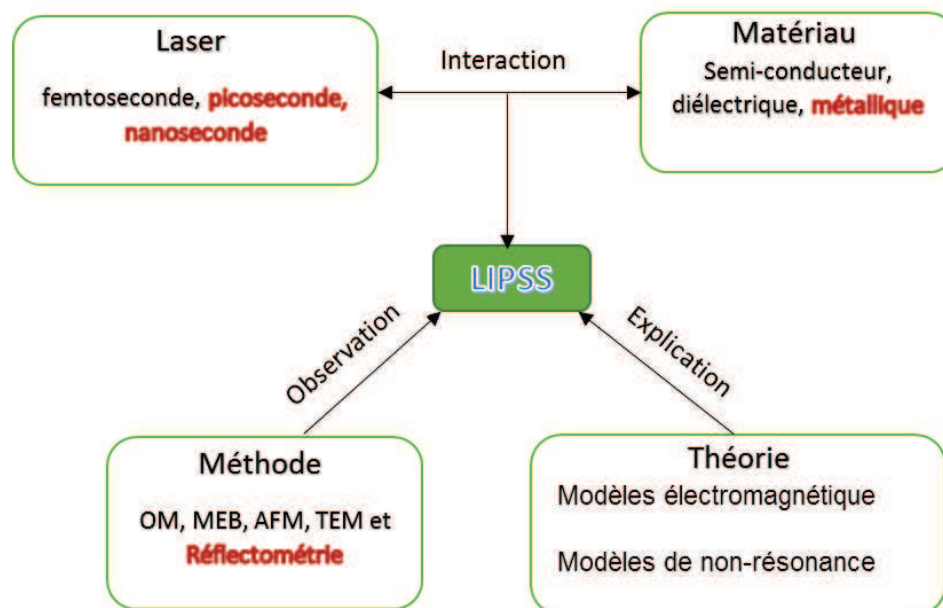 Laser
femtoseconde, picoseconde,
nanoseconde
Interaction
Matériau
Semi-conducteur,
diélectrique, métallique
LIPSS
Observation
Explication
Méthode
OM, MEB, AFM, TEM et
Réflectométrie
Théorie
Modèles électromagnétique
Modèles de non-résonance